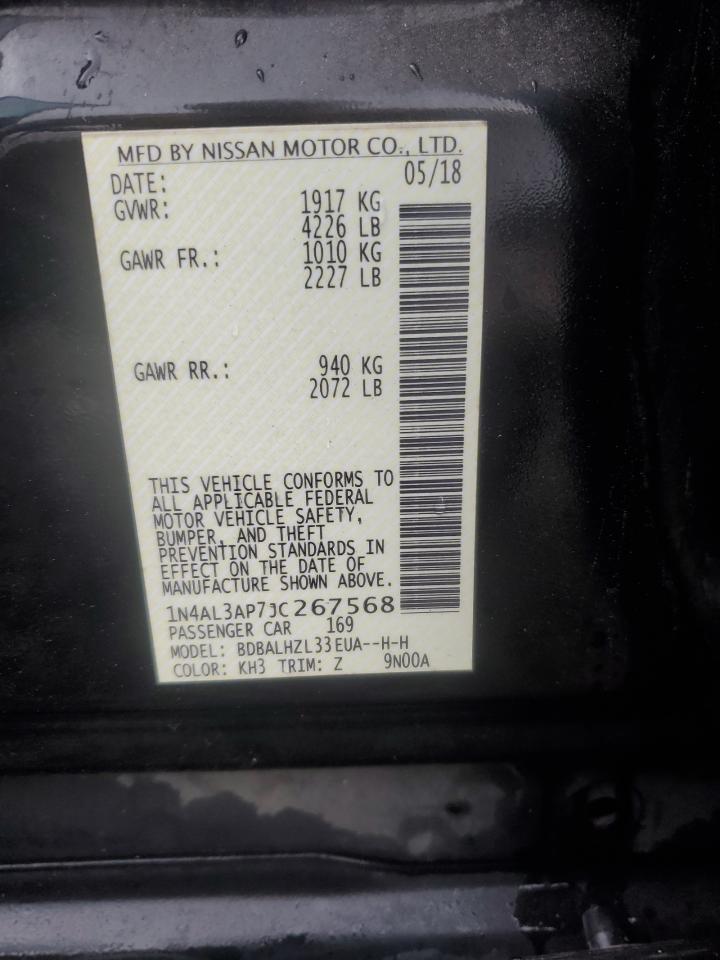 MFD BY NISSAN MOTOR CO., LTD.
DATE: 05/18
GVWR: 1917 KG
4226 LB
GAWR FR.: 1010 KG
2227 LB
GAWR RR.: 940 KG
2072 LB
THIS VEHICLE CONFORMS TO
ALL APPLICABLE FEDERAL
MOTOR VEHICLE SAFETY,
BUMPER, AND THEFT
PREVENTION STANDARDS IN
EFFECT ON THE DATE OF
MANUFACTURE SHOWN ABOVE.
1N4AL3AP7JC267568
PASSENGER CAR 169
MODEL: BDBALHZL33EUA--H-H
COLOR: KH3 TRIM: Z 9N00A